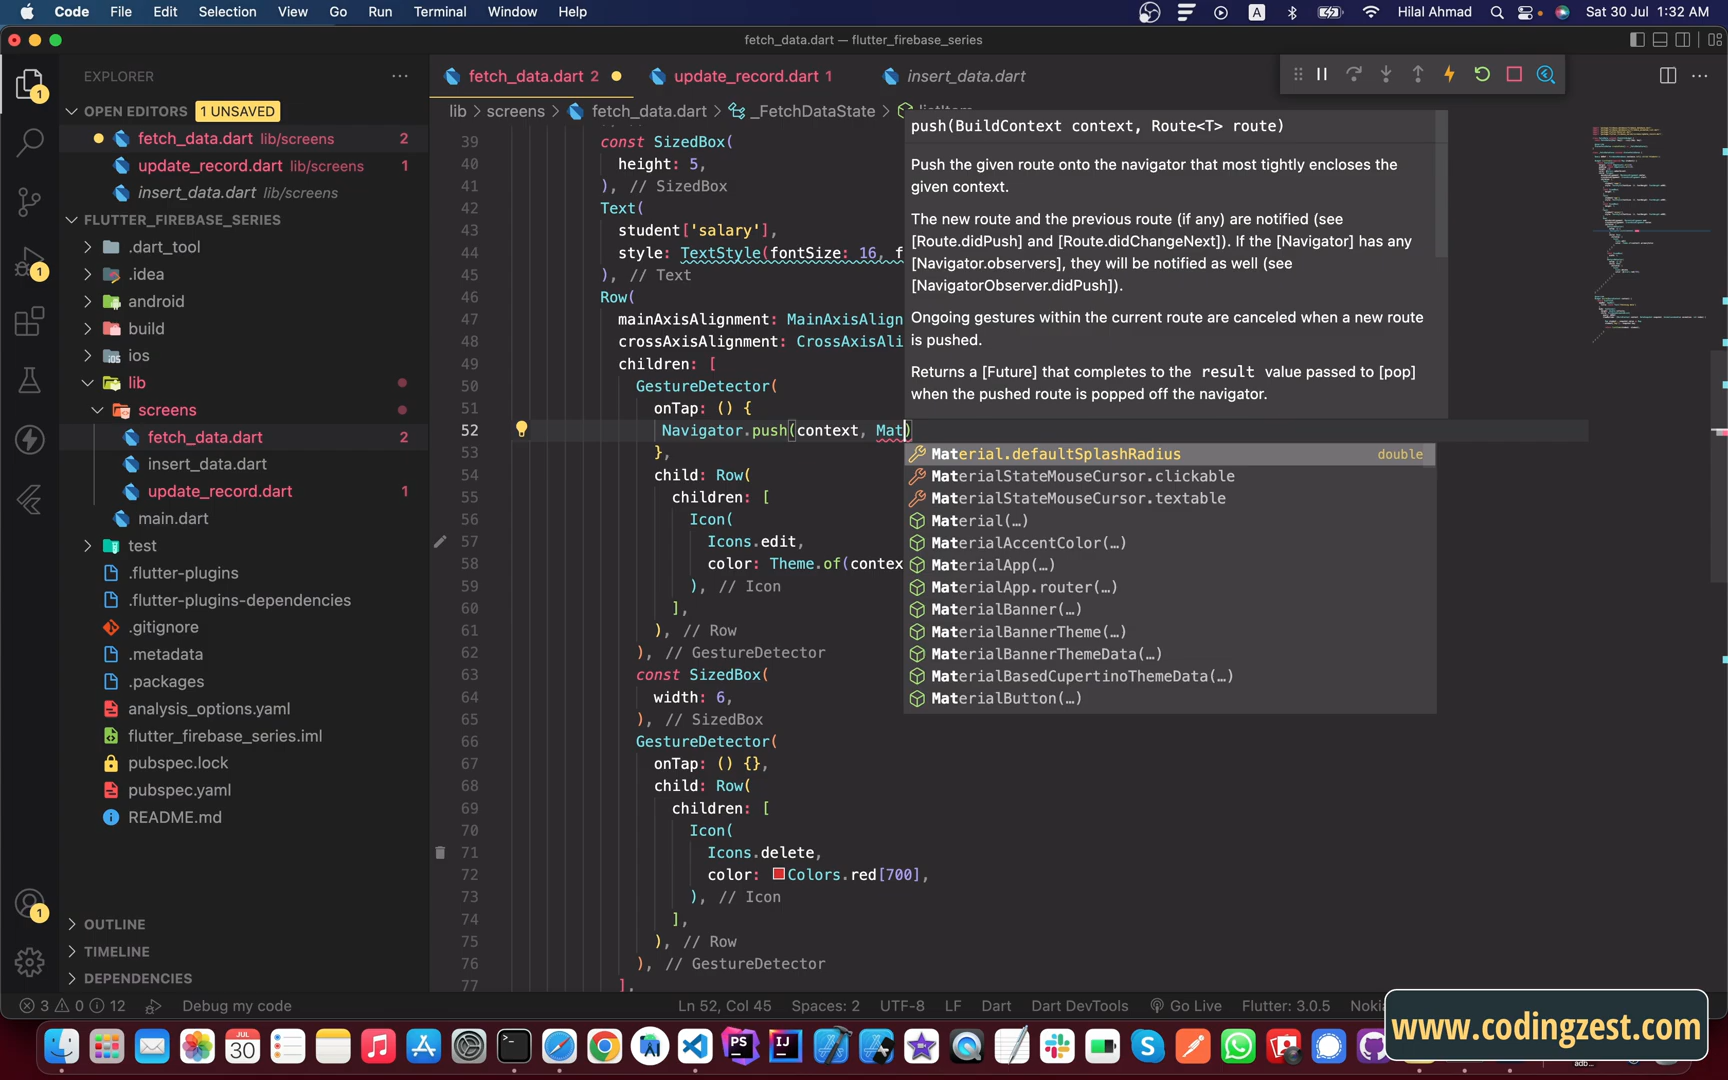 Code File Edit Selection View Go Run Terminal Window Help A Hilal Ahmad Sat 30 Jul 1:32 AM
fetch_data.dart — flutter_firebase_series
EXPLORER
fetch_data.dart 2
update_record.dart 1
insert_data.dart
OPEN EDITORS 1 UNSAVED
fetch_data.dart lib/screens 2
update_record.dart lib/screens 1
insert_data.dart lib/screens
FLUTTER_FIREBASE_SERIES
.dart_tool
.idea
android
build
ios
lib
screens
fetch_data.dart 2
insert_data.dart
update_record.dart 1
main.dart
test
.flutter-plugins
.flutter-plugins-dependencies
.gitignore
.metadata
.packages
analysis_options.yaml
flutter_firebase_series.iml
pubspec.lock
pubspec.yaml
README.md
OUTLINE
TIMELINE
DEPENDENCIES
1
1
1
lib > screens > fetch_data.dart > _FetchDataState >
39 const SizedBox(
40 height: 5,
41 ), // SizedBox
42 Text(
43 student['salary'],
44 style: TextStyle(fontSize: 16, f
45 ), // Text
46 Row(
47 mainAxisAlignment: MainAxisAlign
48 crossAxisAlignment: CrossAxisAli
49 children: [
50 GestureDetector(
51 onTap: () {
52 Navigator.push(context, Mat)
53 },
54 child: Row(
55 children: [
56 Icon(
57 Icons.edit,
58 color: Theme.of(contex
59 ), // Icon
60 ],
61 ), // Row
62 ), // GestureDetector
63 const SizedBox(
64 width: 6,
65 ), // SizedBox
66 GestureDetector(
67 onTap: () {},
68 child: Row(
69 children: [
70 Icon(
71 Icons.delete,
72 color: Colors.red[700],
73 ), // Icon
74 ],
75 ), // Row
76 ), // GestureDetector
77 ],
push(BuildContext context, Route<T> route)
Push the given route onto the navigator that most tightly encloses the
given context.
The new route and the previous route (if any) are notified (see
[Route.didPush] and [Route.didChangeNext]). If the [Navigator] has any
[Navigator.observers], they will be notified as well (see
[NavigatorObserver.didPush]).
Ongoing gestures within the current route are canceled when a new route
is pushed.
Returns a [Future] that completes to the result value passed to [pop]
when the pushed route is popped off the navigator.
Material.defaultSplashRadius double
MaterialStateMouseCursor.clickable
MaterialStateMouseCursor.textable
Material(…)
MaterialAccentColor(…)
MaterialApp(…)
MaterialApp.router(…)
MaterialBanner(…)
MaterialBannerTheme(…)
MaterialBannerThemeData(…)
MaterialBasedCupertinoThemeData(…)
MaterialButton(…)
3 0 12 Debug my code Ln 52, Col 45 Spaces: 2 UTF-8 LF Dart Dart DevTools Go Live Flutter: 3.0.5 Noki
www.codingzest.com
JUL
30
PS
IJ
adb...